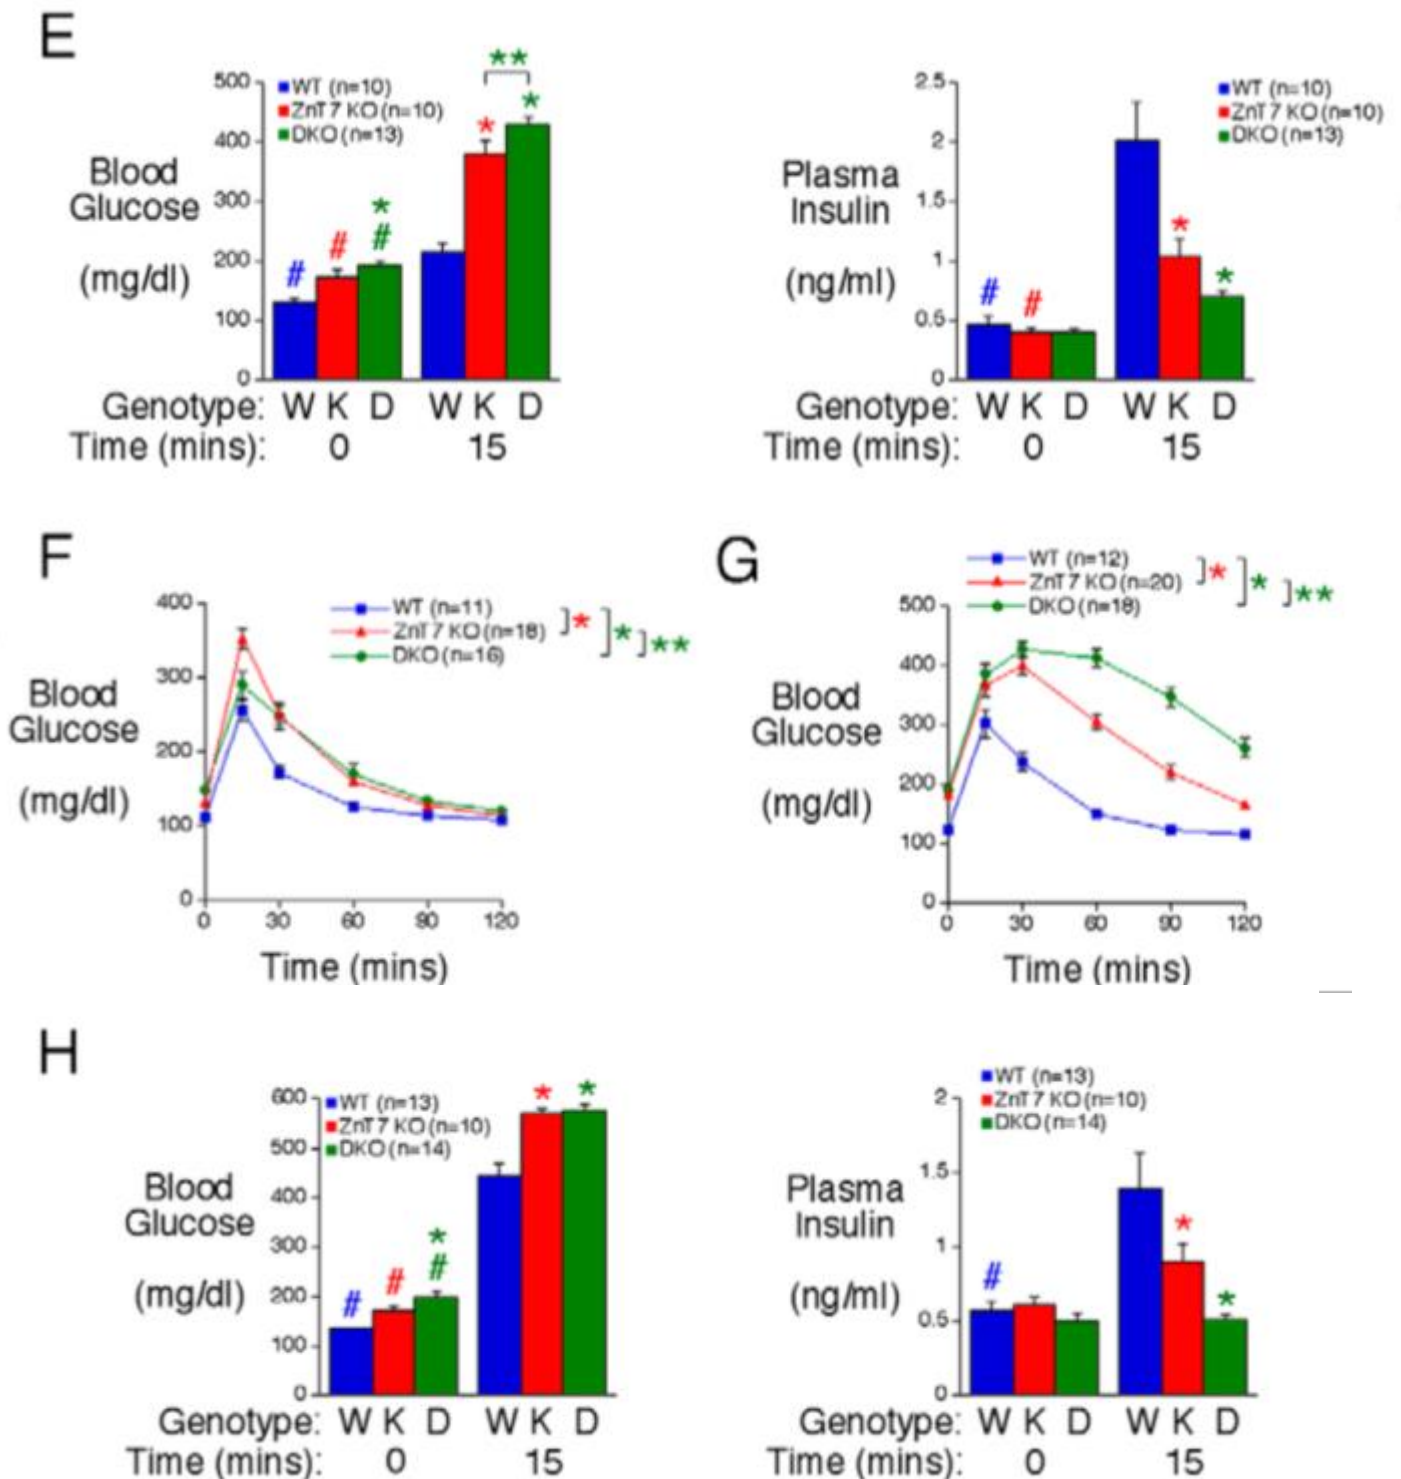 E
500
400
300
200
100
0
Blood
Glucose
(mg/dl)
WT (n=10)
ZnT7 KO (n=10)
DKO (n=13)
#
#
*
#
*
*
**
Genotype: W K D W K D
Time (mins): 0 15
2.5
2
1.5
1
0.5
0
Plasma
Insulin
(ng/ml)
WT (n=10)
ZnT7 KO (n=10)
DKO (n=13)
#
#
*
*
Genotype: W K D W K D
Time (mins): 0 15
F
400
300
200
100
0
Blood
Glucose
(mg/dl)
WT (n=11)
ZnT7 KO (n=18)
DKO (n=16)
* * **
0 30 60 90 120
Time (mins)
G
500
400
300
200
100
0
Blood
Glucose
(mg/dl)
WT (n=12)
ZnT7 KO (n=20)
DKO (n=18)
* * **
0 30 60 90 120
Time (mins)
H
600
500
400
300
200
100
0
Blood
Glucose
(mg/dl)
WT (n=13)
ZnT7 KO (n=10)
DKO (n=14)
#
#
*
#
*
*
Genotype: W K D W K D
Time (mins): 0 15
2
1.5
1
0.5
0
Plasma
Insulin
(ng/ml)
WT (n=13)
ZnT7 KO (n=10)
DKO (n=14)
#
*
*
Genotype: W K D W K D
Time (mins): 0 15